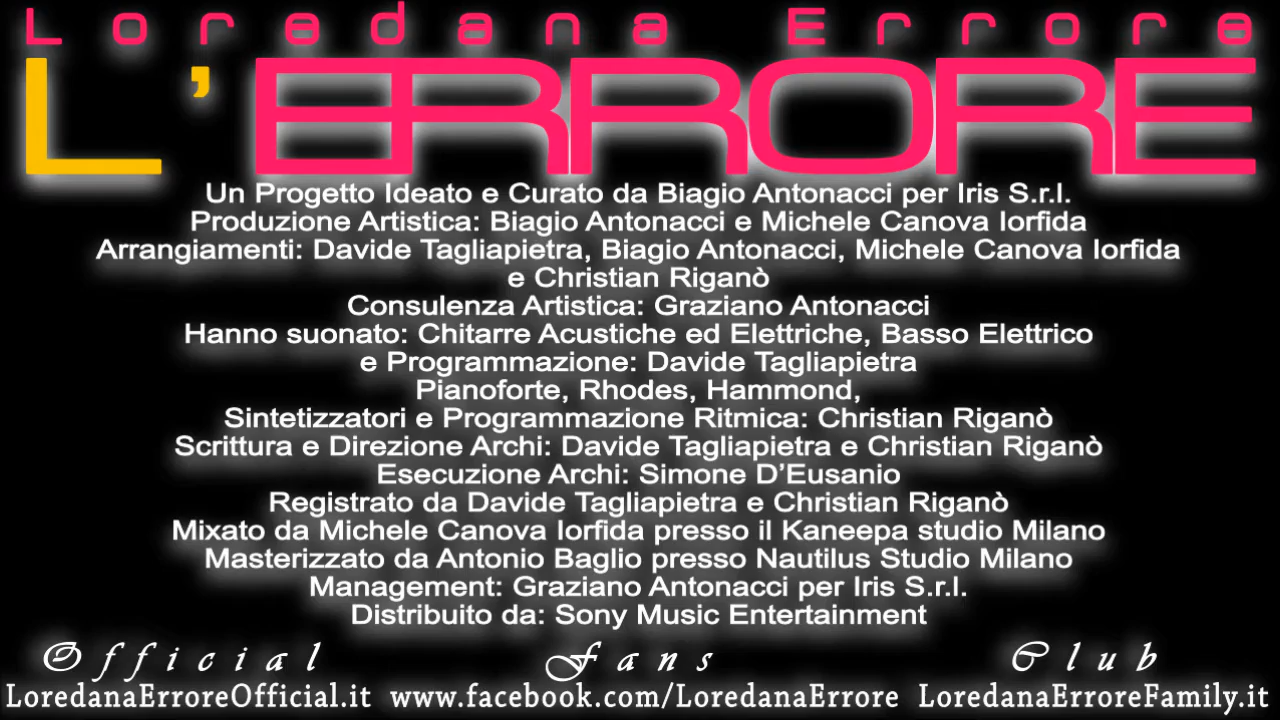 Loredana Errore
L'ERRORE
Un Progetto Ideato e Curato da Biagio Antonacci per Iris S.r.l.
Produzione Artistica: Biagio Antonacci e Michele Canova Iorfida
Arrangiamenti: Davide Tagliapietra, Biagio Antonacci, Michele Canova Iorfida
e Christian Riganò
Consulenza Artistica: Graziano Antonacci
Hanno suonato: Chitarre Acustiche ed Elettriche, Basso Elettrico
e Programmazione: Davide Tagliapietra
Pianoforte, Rhodes, Hammond,
Sintetizzatori e Programmazione Ritmica: Christian Riganò
Scrittura e Direzione Archi: Davide Tagliapietra e Christian Riganò
Esecuzione Archi: Simone D'Eusanio
Registrato da Davide Tagliapietra e Christian Riganò
Mixato da Michele Canova Iorfida presso il Kaneepa studio Milano
Masterizzato da Antonio Baglio presso Nautilus Studio Milano
Management: Graziano Antonacci per Iris S.r.l.
Distribuito da: Sony Music Entertainment
Official Fans Club
LoredanaErroreOfficial.it www.facebook.com/LoredanaErrore LoredanaErroreFamily.it